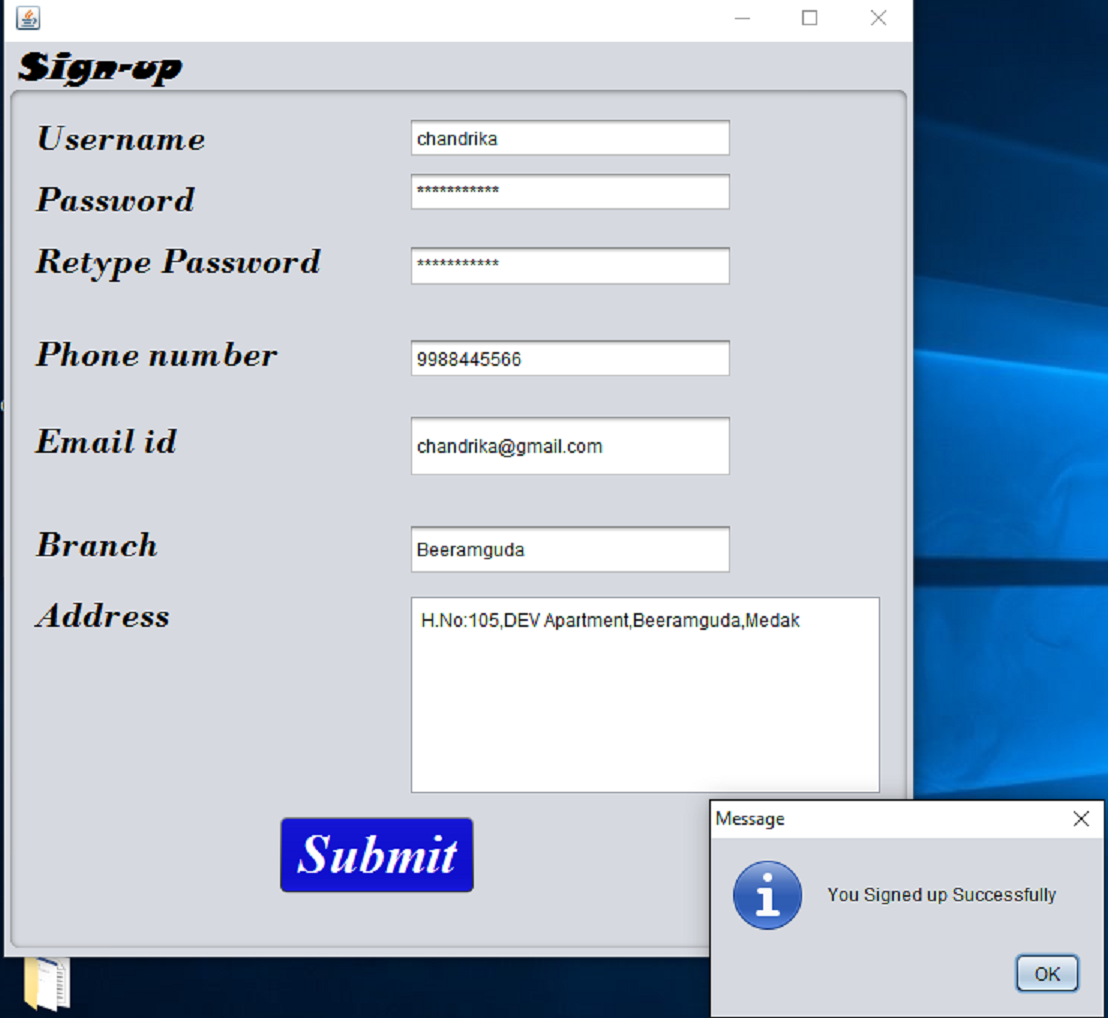 Sign-up
Username chandrika
Password ***********
Retype Password ***********
Phone number 9988445566
Email id chandrika@gmail.com
Branch Beeramguda
Address H.No:105,DEV Apartment,Beeramguda,Medak
Submit
Message
You Signed up Successfully
OK